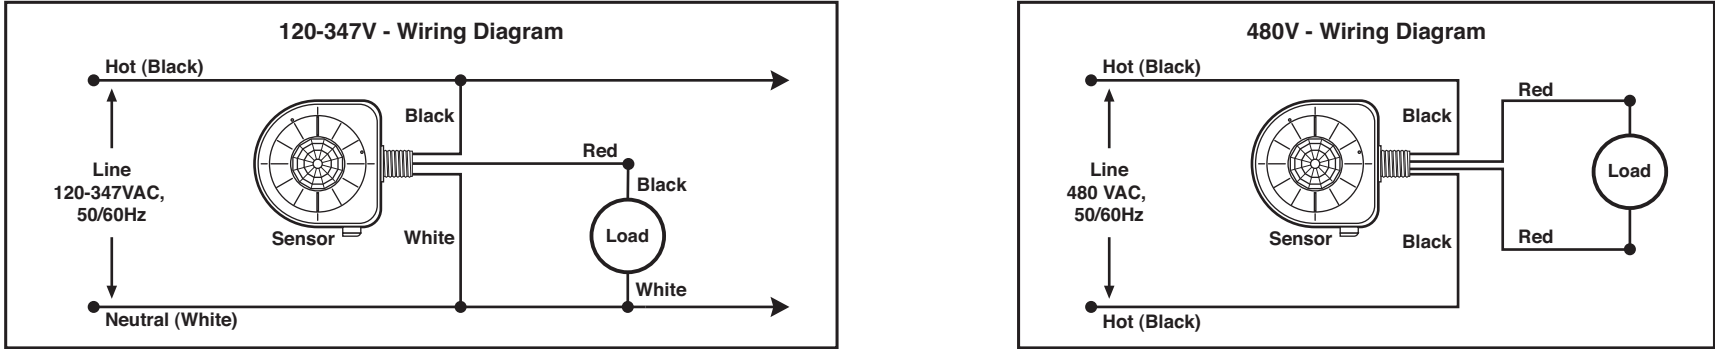 120-347V - Wiring Diagram
Hot (Black)
Black
Red
Line
120-347VAC,
50/60Hz
Black
Sensor
White
Load
White
Neutral (White)
480V - Wiring Diagram
Hot (Black)
Red
Black
Line
480 VAC,
50/60Hz
Load
Sensor
Black
Red
Hot (Black)